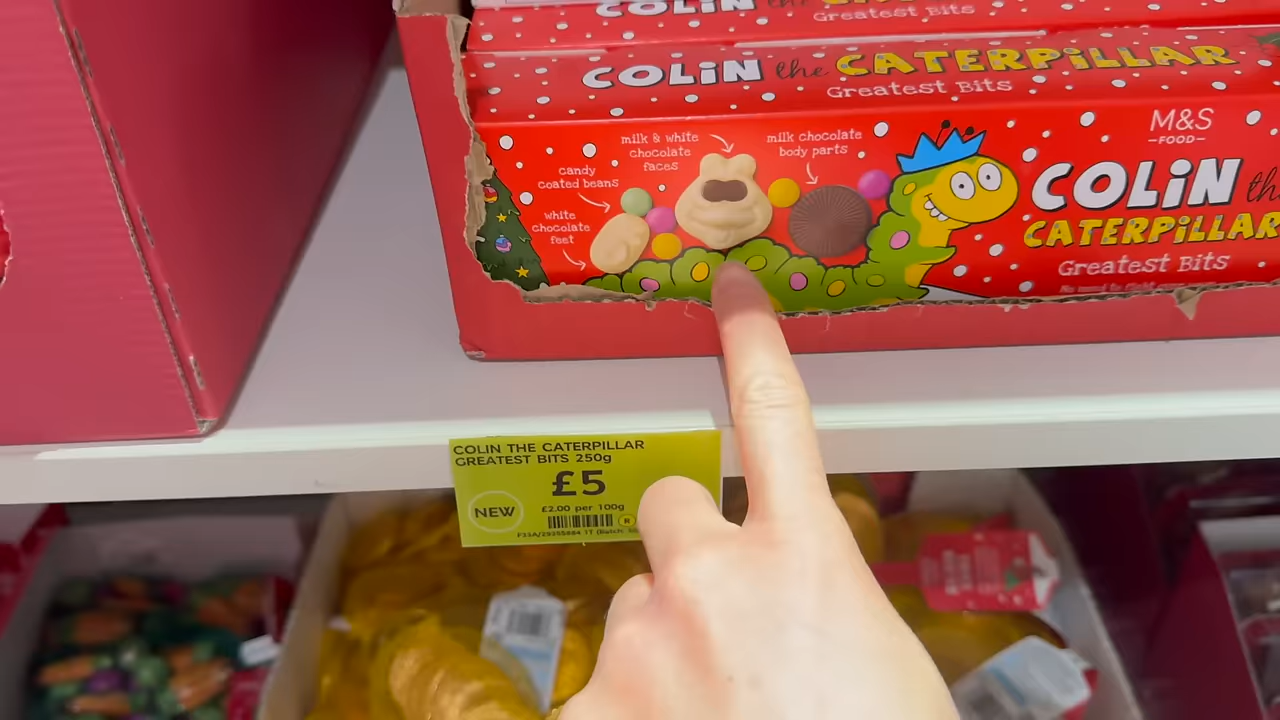 COLiN the
Greatest Bits
COLiN the CATERPiLLAR
Greatest Bits
milk & white
chocolate
faces
milk chocolate
body parts
candy
coated beans
white
chocolate
feet
M&S
FOOD
COLiN the
CATERPiLLAR
Greatest Bits
COLIN THE CATERPILLAR
GREATEST BITS 250g
£5
NEW
£2.00 per 100g
R